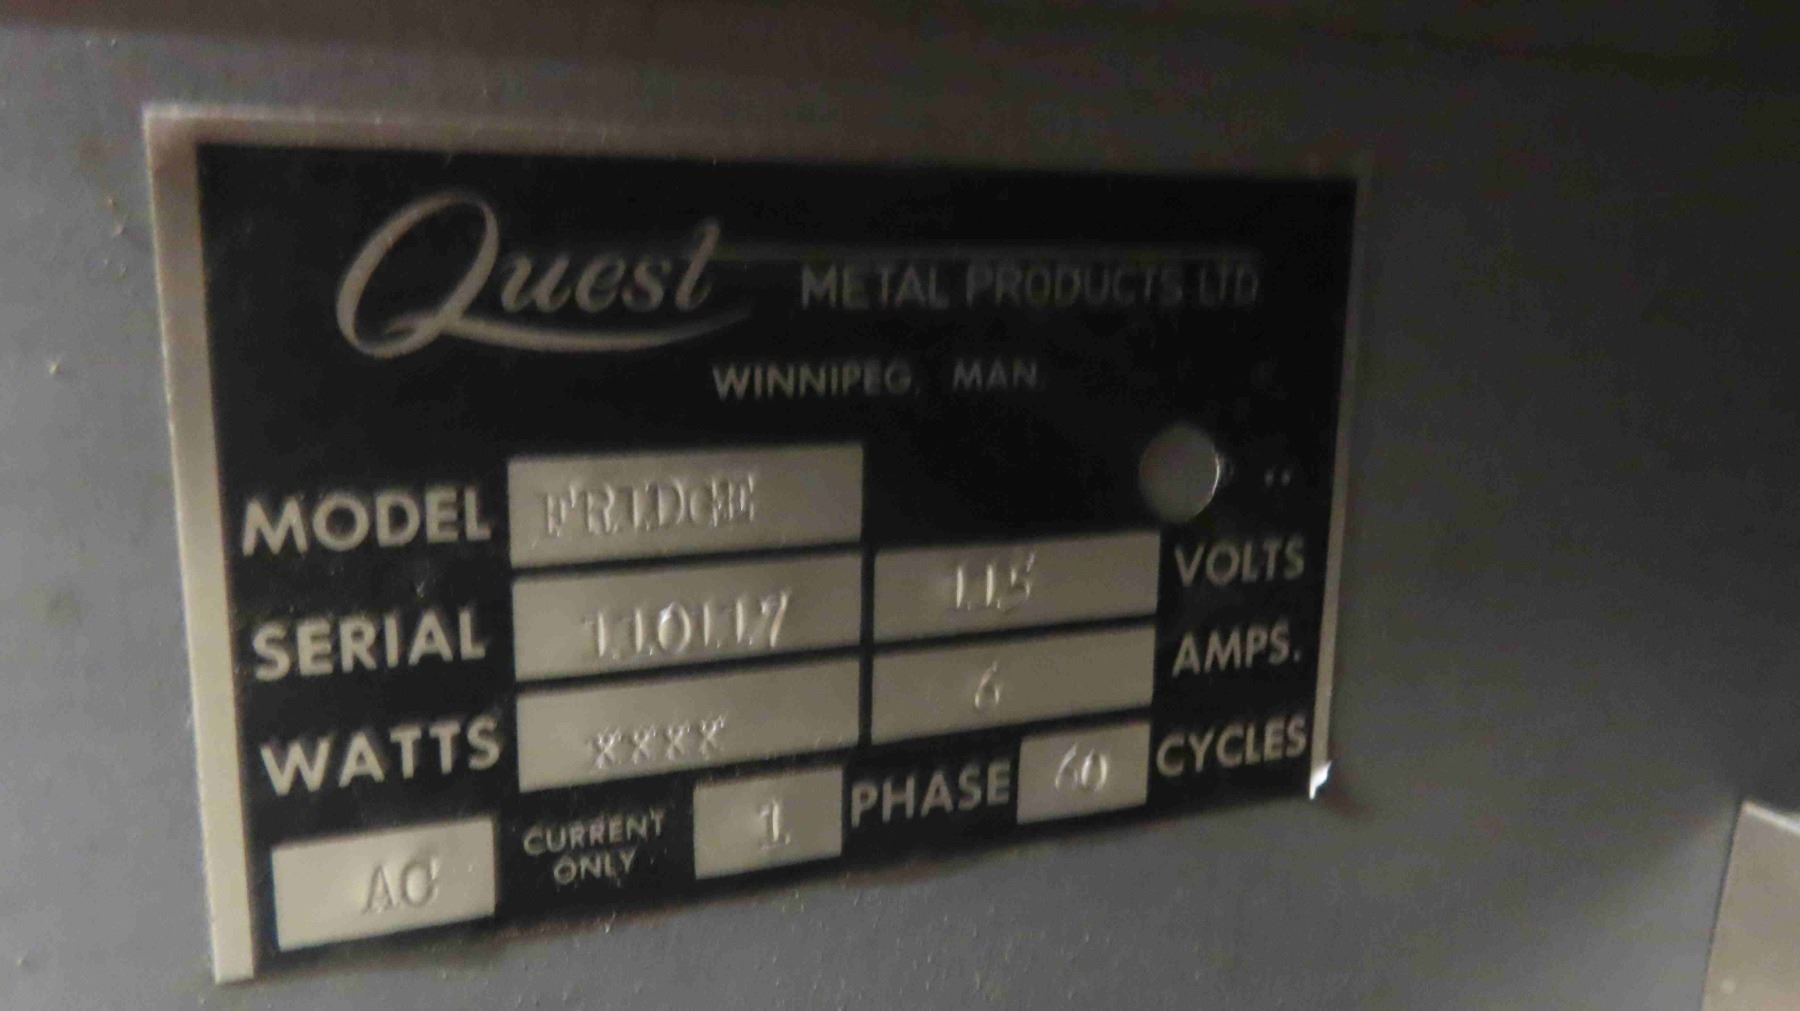 Quest METAL PRODUCTS LTD
WINNIPEG, MAN.
MODEL FRIDGE
SERIAL 110117 115 VOLTS
WATTS XXXX 6 AMPS.
AC CURRENT ONLY 1 PHASE 60 CYCLES